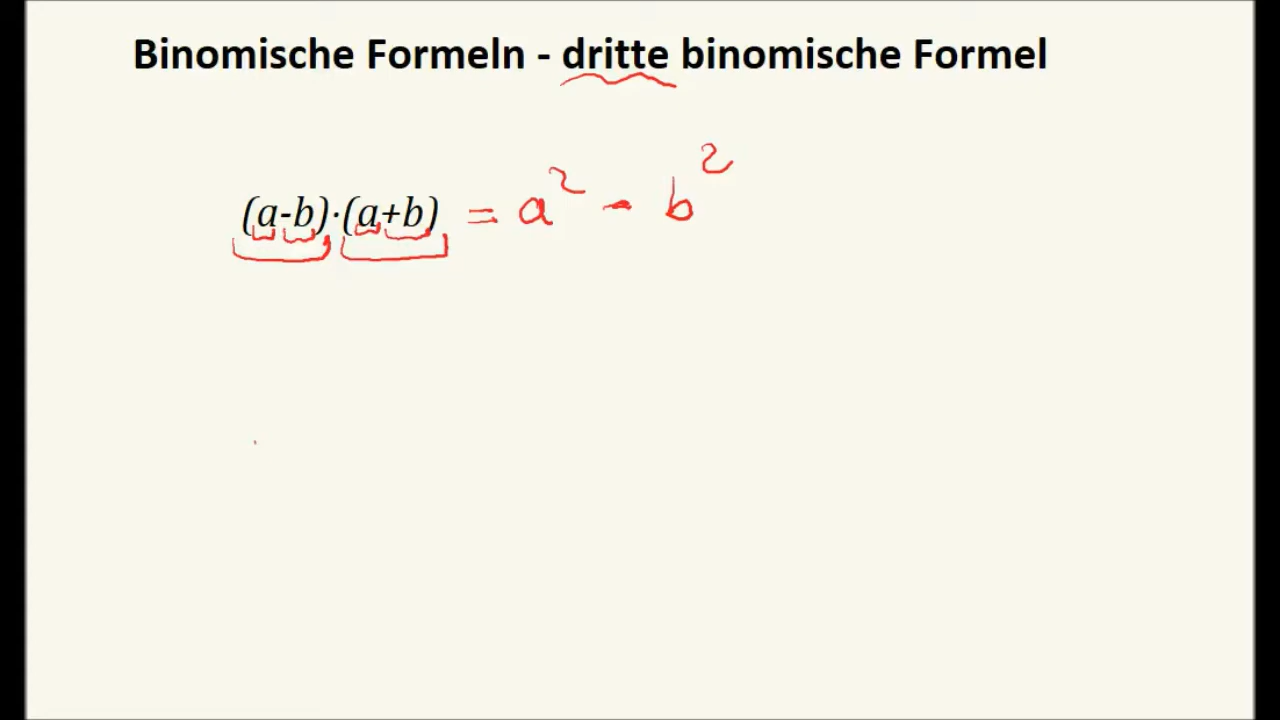 Binomische Formeln - dritte binomische Formel
(a-b)·(a+b) = a² - b²